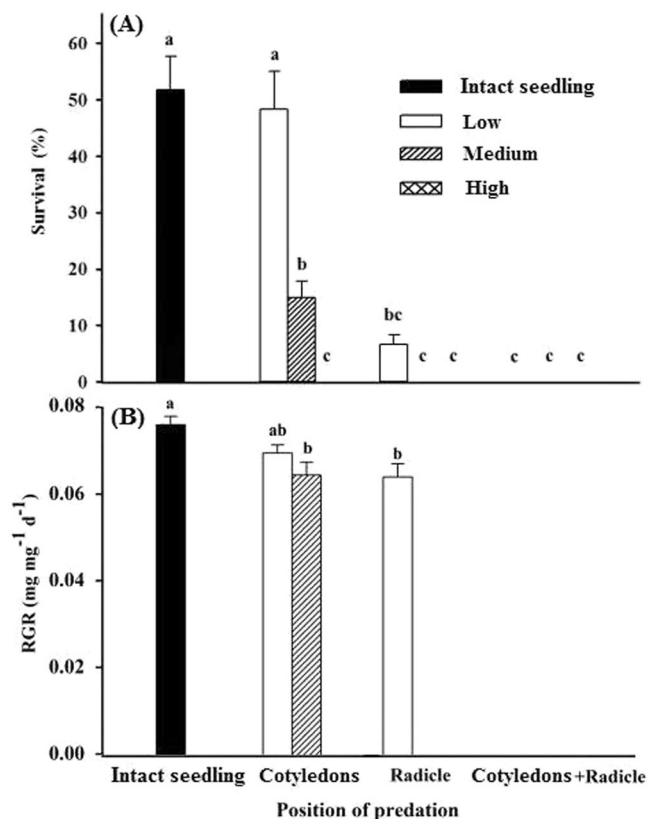 (A)
60
50
40
30
20
10
0
Survival (%)
a
a
b
c
bc
c
c
c
c
c
Intact seedling
Low
Medium
High
(B)
0.08
0.06
0.04
0.02
0.00
RGR (mg mg⁻¹ d⁻¹)
a
ab
b
b
Intact seedling Cotyledons Radicle Cotyledons +Radicle
Position of predation